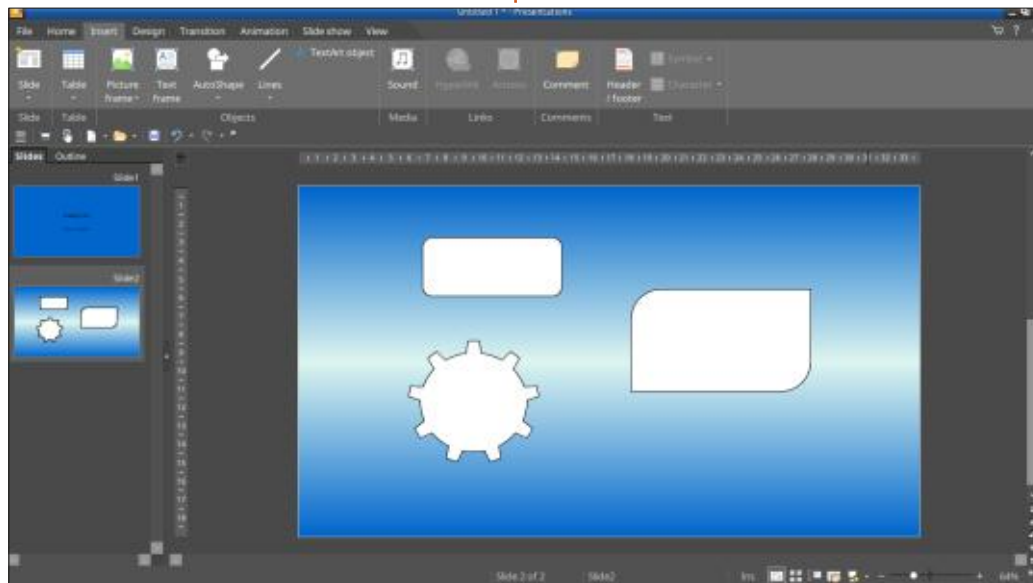 Untitled 1 * - Presentations
File Home Insert Design Transition Animation Slide show View
TextArt object
Slide Table Picture frame Text frame AutoShape Lines Sound Hyperlink Actions Comment Header / footer Symbol Character
Slide Table Objects Media Links Comments Text
Slides Outline
Slide1
Slide2
Slide 2 of 2 Slide2 Ins 64%